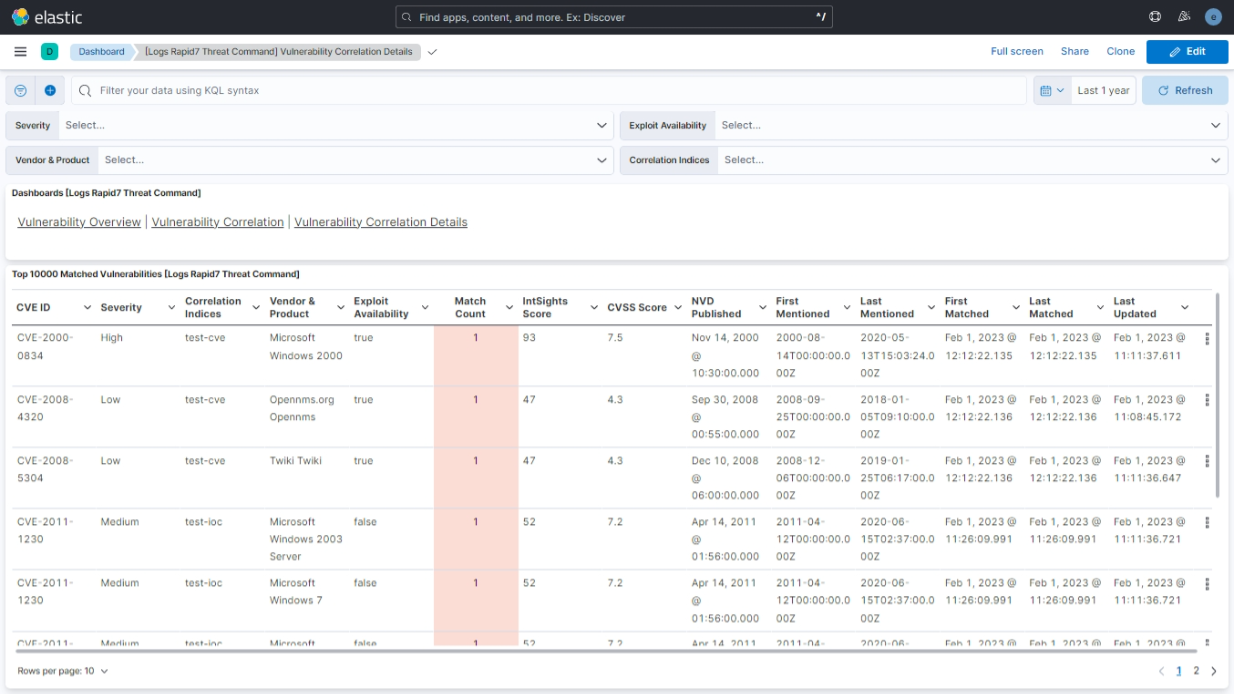 elastic
Find apps, content, and more. Ex: Discover
^/
e
D
Dashboard
[Logs Rapid7 Threat Command] Vulnerability Correlation Details
Full screen
Share
Clone
Edit
Filter your data using KQL syntax
Last 1 year
Refresh
Severity Select...
Exploit Availability Select...
Vendor & Product Select...
Correlation Indices Select...
Dashboards [Logs Rapid7 Threat Command]
Vulnerability Overview | Vulnerability Correlation | Vulnerability Correlation Details
Top 10000 Matched Vulnerabilities [Logs Rapid7 Threat Command]
CVE ID Severity Correlation Indices Vendor & Product Exploit Availability Match Count IntSights Score CVSS Score NVD Published First Mentioned Last Mentioned First Matched Last Matched Last Updated
CVE-2000-0834 High test-cve Microsoft Windows 2000 true 1 93 7.5 Nov 14, 2000 @ 10:30:00.000 2000-08-14T00:00:00.000Z 2020-05-13T15:03:24.000Z Feb 1, 2023 @ 12:12:22.135 Feb 1, 2023 @ 12:12:22.135 Feb 1, 2023 @ 11:11:37.611
CVE-2008-4320 Low test-cve Opennms.org Opennms true 1 47 4.3 Sep 30, 2008 @ 00:55:00.000 2008-09-25T00:00:00.000Z 2018-01-05T09:10:00.000Z Feb 1, 2023 @ 12:12:22.136 Feb 1, 2023 @ 12:12:22.136 Feb 1, 2023 @ 11:08:45.172
CVE-2008-5304 Low test-cve Twiki Twiki true 1 47 4.3 Dec 10, 2008 @ 06:00:00.000 2008-12-06T00:00:00.000Z 2019-01-25T06:17:00.000Z Feb 1, 2023 @ 12:12:22.136 Feb 1, 2023 @ 12:12:22.136 Feb 1, 2023 @ 11:11:36.647
CVE-2011-1230 Medium test-ioc Microsoft Windows 2003 Server false 1 52 7.2 Apr 14, 2011 @ 01:56:00.000 2011-04-12T00:00:00.000Z 2020-06-15T02:37:00.000Z Feb 1, 2023 @ 11:26:09.991 Feb 1, 2023 @ 11:26:09.991 Feb 1, 2023 @ 11:11:36.721
CVE-2011-1230 Medium test-ioc Microsoft Windows 7 false 1 52 7.2 Apr 14, 2011 @ 01:56:00.000 2011-04-12T00:00:00.000Z 2020-06-15T02:37:00.000Z Feb 1, 2023 @ 11:26:09.991 Feb 1, 2023 @ 11:26:09.991 Feb 1, 2023 @ 11:11:36.721
CVE-2011- Medium test-ioc Microsoft false 1 52 7.2 Apr 14, 2011 2011-04- 2020-06- Feb 1, 2023 @ Feb 1, 2023 @ Feb 1, 2023 @
Rows per page: 10
1 2